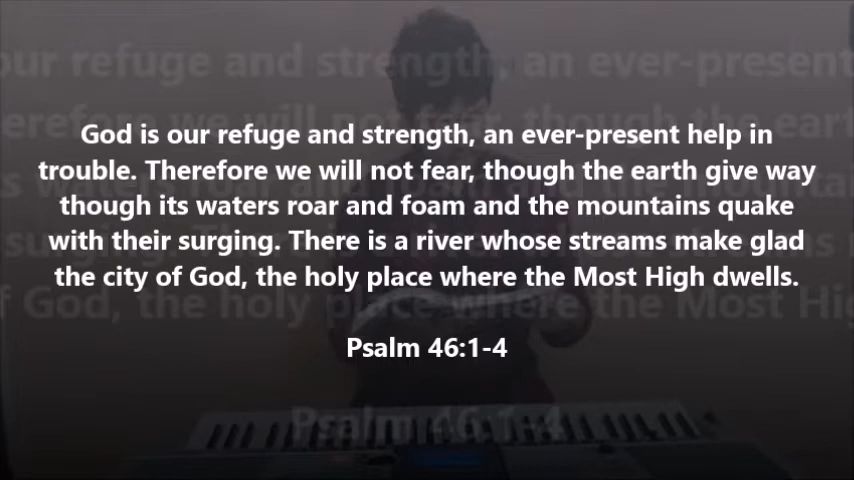 God is our refuge and strength, an ever-present help in
trouble. Therefore we will not fear, though the earth give way
though its waters roar and foam and the mountains quake
with their surging. There is a river whose streams make glad
the city of God, the holy place where the Most High dwells.
Psalm 46:1-4